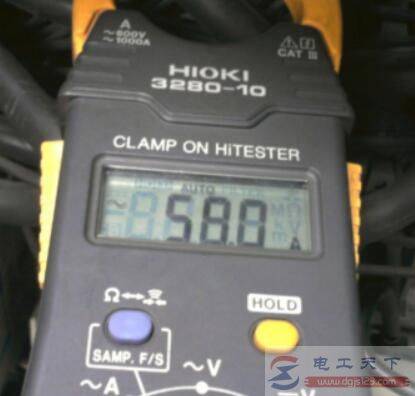 A
~600V
~1000A
CAT III
HIOKI
3280-10
CLAMP ON HiTESTER
AUTO
~
58.0
A
Ω
HOLD
SAMP. F/S
~A
~V
电工天下
www.dgjs123.com